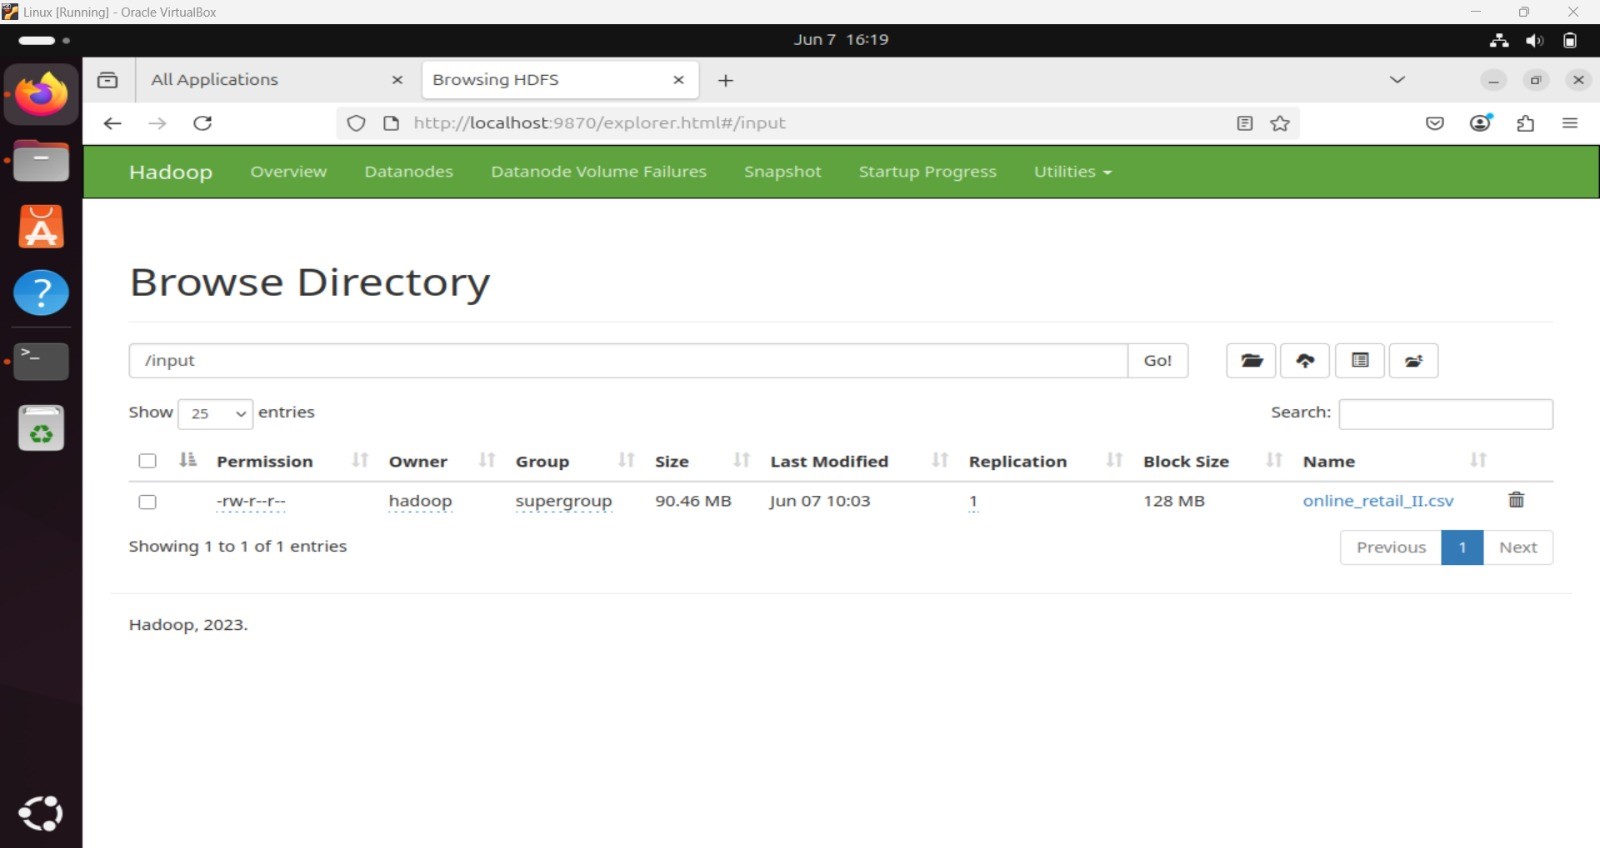 Linux [Running] - Oracle VirtualBox
Jun 7 16:19
All Applications
Browsing HDFS
http://localhost:9870/explorer.html#/input
Hadoop Overview Datanodes Datanode Volume Failures Snapshot Startup Progress Utilities
Browse Directory
/input Go!
Show 25 entries Search:
Permission Owner Group Size Last Modified Replication Block Size Name
-rw-r--r-- hadoop supergroup 90.46 MB Jun 07 10:03 1 128 MB online_retail_II.csv
Showing 1 to 1 of 1 entries Previous 1 Next
Hadoop, 2023.